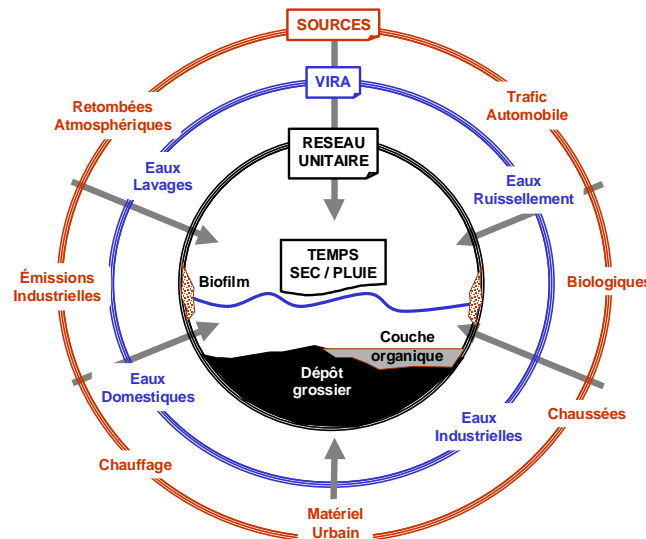 SOURCES
VIRA
Retombées
Atmosphériques
Trafic
Automobile
RESEAU
UNITAIRE
Eaux
Lavages
Eaux
Ruissellement
TEMPS
SEC / PLUIE
Émissions
Industrielles
Biofilm
Biologiques
Couche
organique
Dépôt
grossier
Eaux
Domestiques
Eaux
Industrielles
Chaussées
Chauffage
Matériel
Urbain